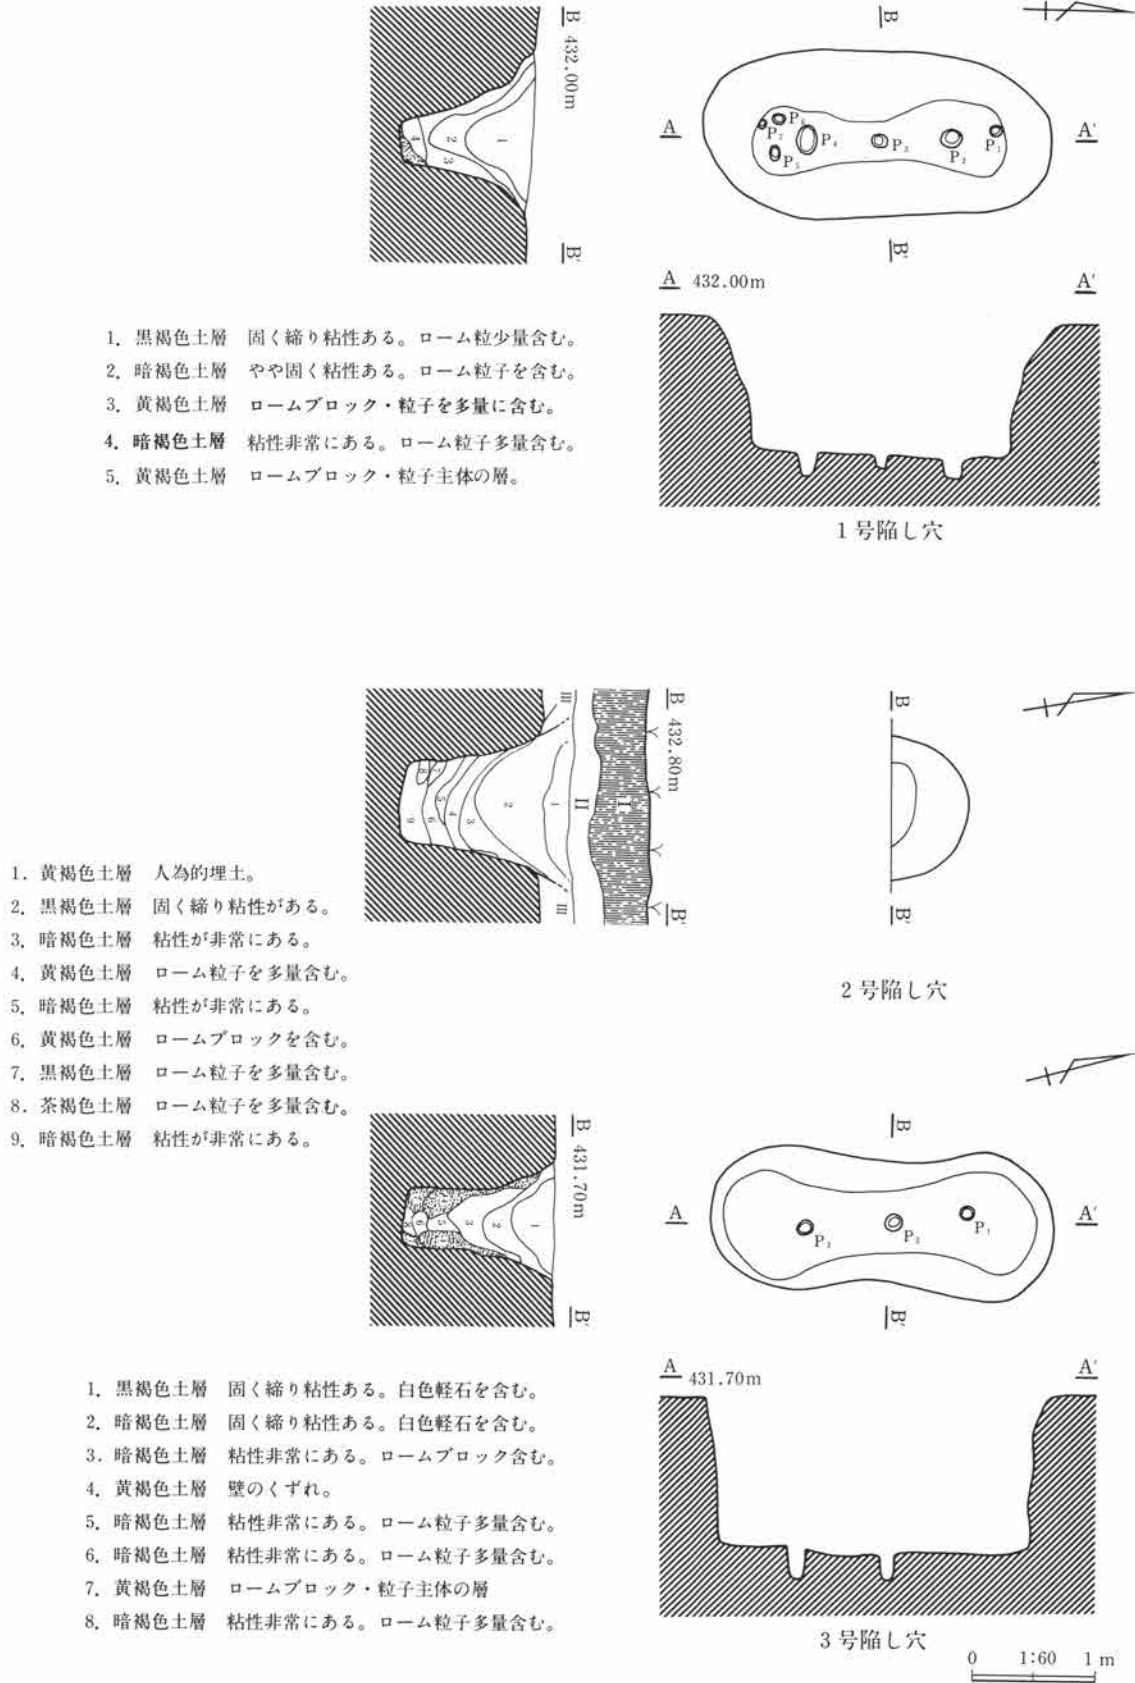 B 432.00m
B'
1
2
3
4
B
B'
A
A'
P₁
P₂
P₃
P₄
P₅
P₆
P₇
A 432.00m
A'
1. 黒褐色土層 固く締り粘性ある。ローム粒少量含む。
2. 暗褐色土層 やや固く粘性ある。ローム粒子を含む。
3. 黄褐色土層 ロームブロック・粒子を多量に含む。
4. 暗褐色土層 粘性非常にある。ローム粒子多量含む。
5. 黄褐色土層 ロームブロック・粒子主体の層。
1号陥し穴
B 432.80m
B'
I
II
III
III
1
2
3
4
5
6
7
8
9
B
B'
1. 黄褐色土層 人為的埋土。
2. 黒褐色土層 固く締り粘性がある。
3. 暗褐色土層 粘性が非常にある。
4. 黄褐色土層 ローム粒子を多量含む。
5. 暗褐色土層 粘性が非常にある。
6. 黄褐色土層 ロームブロックを含む。
7. 黒褐色土層 ローム粒子を多量含む。
8. 茶褐色土層 ローム粒子を多量含む。
9. 暗褐色土層 粘性が非常にある。
2号陥し穴
B 431.70m
B'
1
2
3
5
6
8
B
B'
A
A'
P₁
P₂
P₃
A 431.70m
A'
1. 黒褐色土層 固く締り粘性ある。白色軽石を含む。
2. 暗褐色土層 固く締り粘性ある。白色軽石を含む。
3. 暗褐色土層 粘性非常にある。ロームブロック含む。
4. 黄褐色土層 壁のくずれ。
5. 暗褐色土層 粘性非常にある。ローム粒子多量含む。
6. 暗褐色土層 粘性非常にある。ローム粒子多量含む。
7. 黄褐色土層 ロームブロック・粒子主体の層
8. 暗褐色土層 粘性非常にある。ローム粒子多量含む。
3号陥し穴
0 1:60 1m